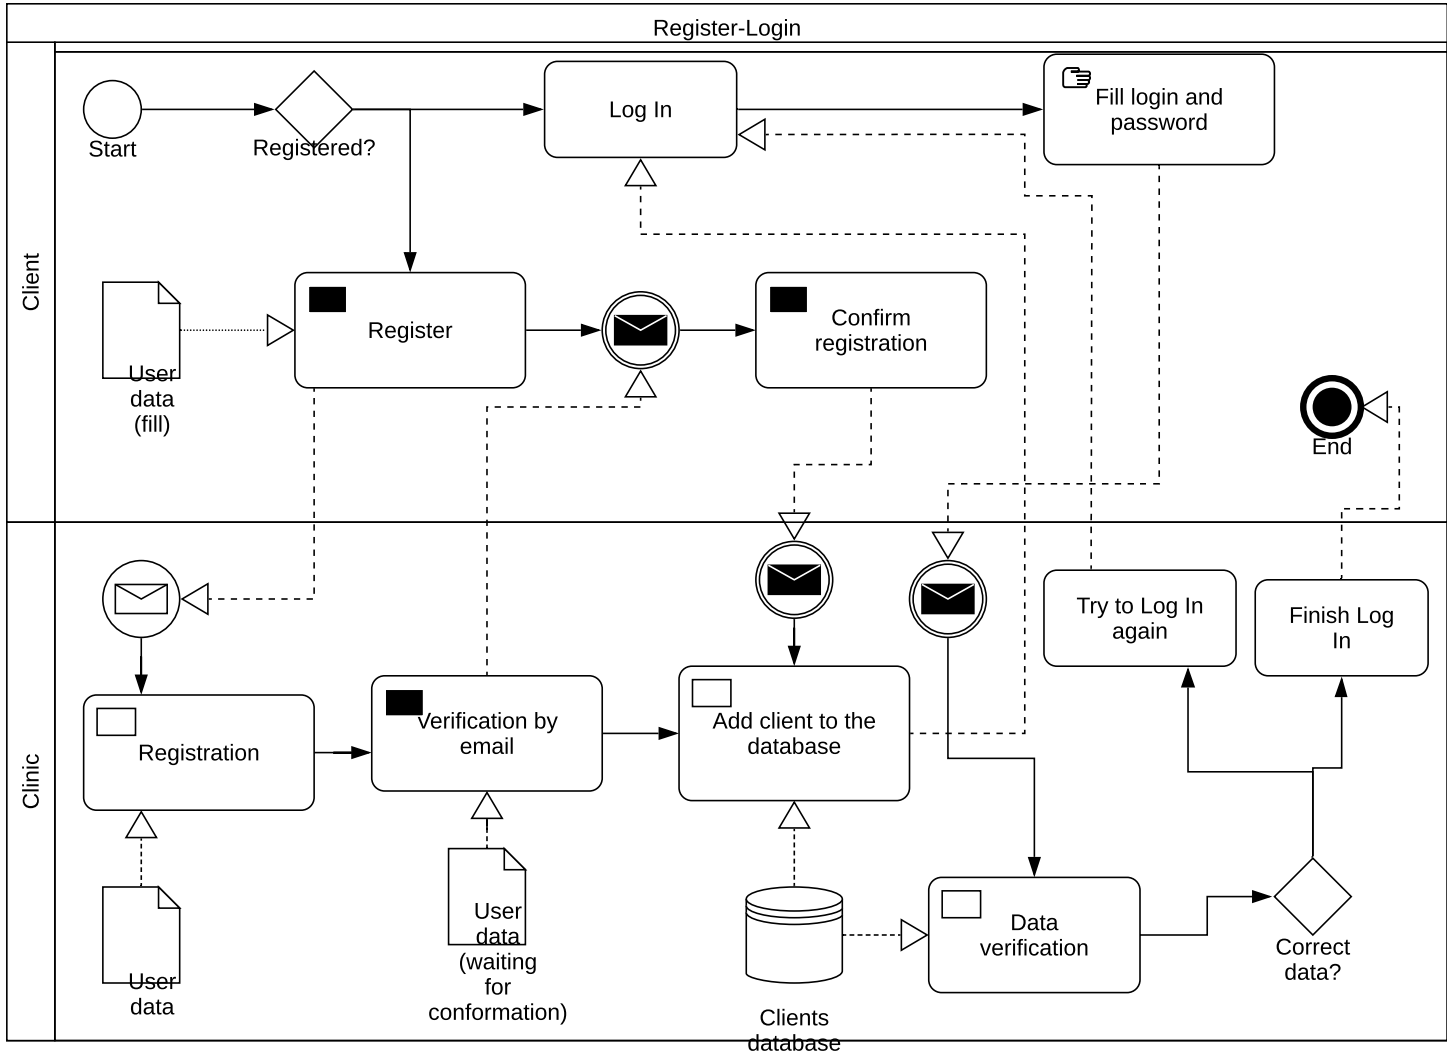 Register-Login
Client
Start
Registered?
Log In
Fill login and
password
User
data
(fill)
Register
Confirm
registration
End
Clinic
Registration
Verification by
email
Add client to the
database
Try to Log In
again
Finish Log
In
User
data
User
data
(waiting
for
conformation)
Clients
database
Data
verification
Correct
data?